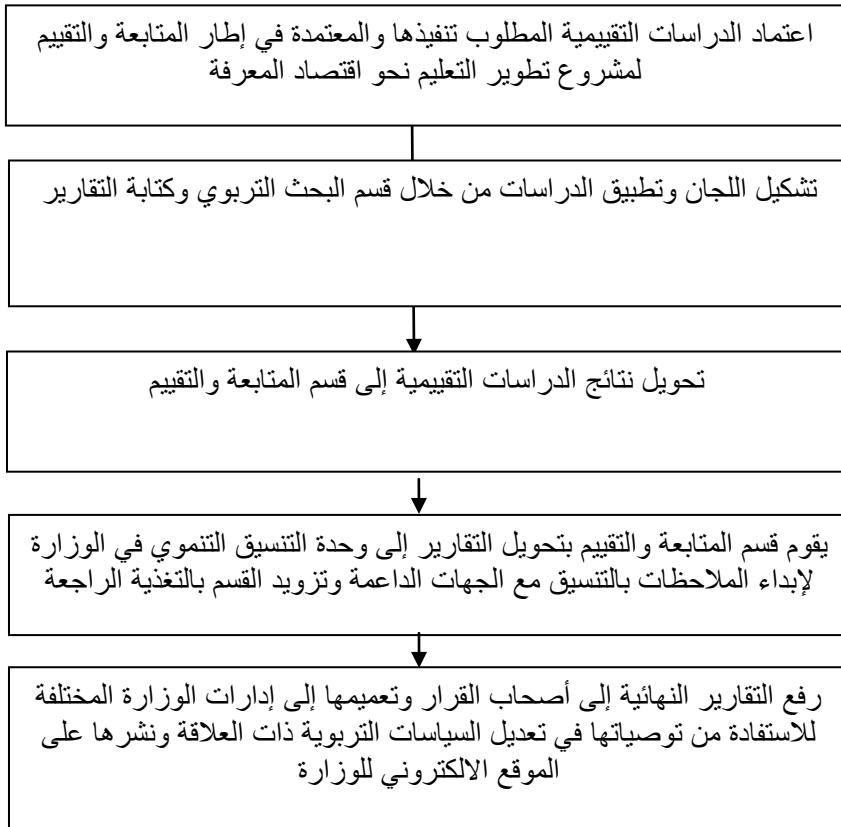 اعتماد الدراسات التقييمية المطلوب تنفيذها والمعتمدة في إطار المتابعة والتقييم
لمشروع تطوير التعليم نحو اقتصاد المعرفة
تشكيل اللجان وتطبيق الدراسات من خلال قسم البحث التربوي وكتابة التقارير
تحويل نتائج الدراسات التقييمية إلى قسم المتابعة والتقييم
يقوم قسم المتابعة والتقييم بتحويل التقارير إلى وحدة التنسيق التنموي في الوزارة
لإبداء الملاحظات بالتنسيق مع الجهات الداعمة وتزويد القسم بالتغذية الراجعة
رفع التقارير النهائية إلى أصحاب القرار وتعميمها إلى إدارات الوزارة المختلفة
للاستفادة من توصياتها في تعديل السياسات التربوية ذات العلاقة ونشرها على
الموقع الالكتروني للوزارة